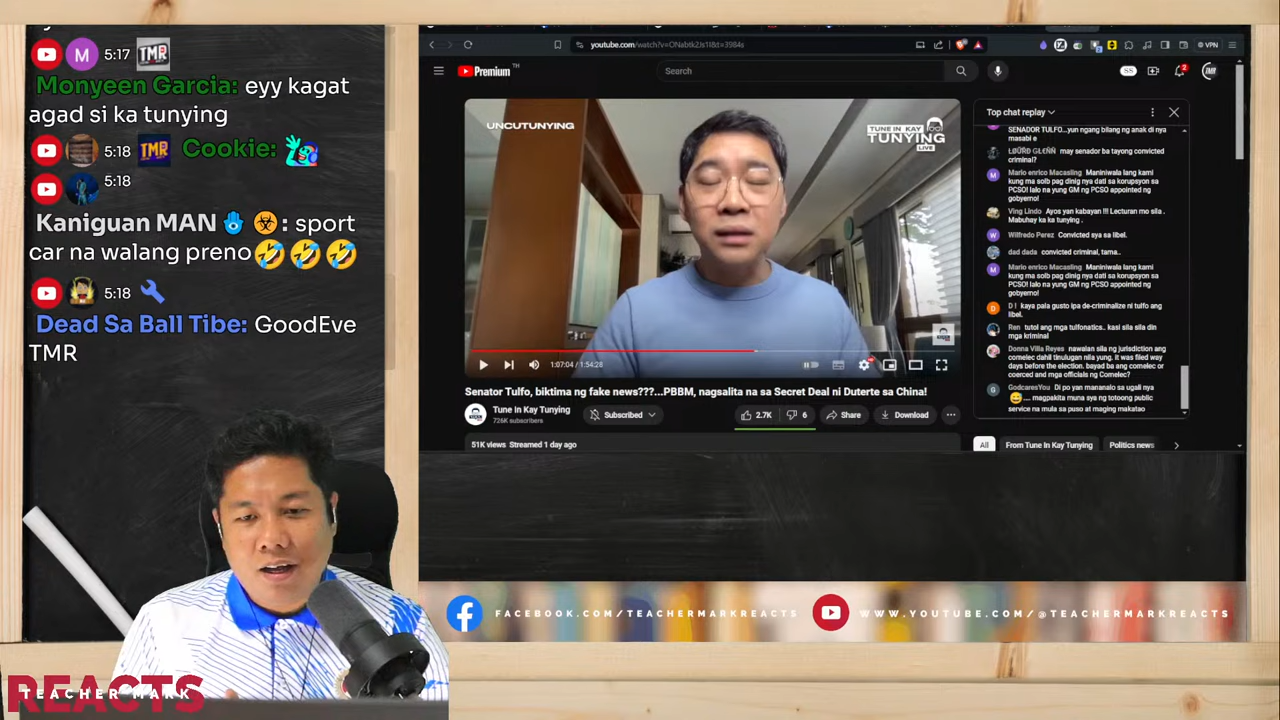 5:17 TMR
Monyeen Garcia: eyy kagat
agad si ka tunying
5:18 TMR Cookie:
5:18
Kaniguan MAN : sport
car na walang preno
5:18
Dead Sa Ball Tibe: GoodEve
TMR
TEACHER MARK
REACTS
youtube.com/watch?v=
VPN
Premium TH
Search
SS
2
UNCUTUNYING
TUNE IN KAY
TUNYING
LIVE
1:07:04 / 1:54:28
Senator Tulfo, biktima ng fake news???...PBBM, nagsalita na sa Secret Deal ni Duterte sa China!
Tune In Kay Tunying
726K subscribers
Subscribed
2.7K
6
Share
Download
51K views Streamed 1 day ago
Top chat replay
SENADOR TULFO...yun ngang bilang ng anak di nya
masabi e
may senador ba tayong convicted
criminal?
Mario enrico Macasling Maniniwala lang kami
kung ma solb pag dinig nya dati sa korupsyon sa
PCSO! lalo na yung GM ng PCSO appointed ng
gobyerno!
Ving Lindo Ayos yan kabayan !!! Lecturan mo sila .
Mabuhay ka ka tunying .
Wilfredo Perez Convicted sya sa libel.
dad dada convicted criminal, tama..
Mario enrico Macasling Maniniwala lang kami
kung ma solb pag dinig nya dati sa korupsyon sa
PCSO! lalo na yung GM ng PCSO appointed ng
gobyerno!
D ! kaya pala gusto ipa de-criminalize ni tulfo ang
libel.
Ren tutol ang mga tulfonatics.. kasi sila sila din
mga kriminal
Donna Villa Reyes nawalan sila ng jurisdiction ang
comelec dahil tinulugan nila yung. it was filed way
days before the election. bayad ba ang comelec or
coerced and mga officials ng Comelec?
GodcaresYou Di po yan mananalo sa ugali nya
. magpakita muna sya ng totoong public
service na mula sa puso at maging makatao
All
From Tune In Kay Tunying
Politics news
FACEBOOK.COM/TEACHERMARKREACTS
WWW.YOUTUBE.COM/@TEACHERMARKREACTS